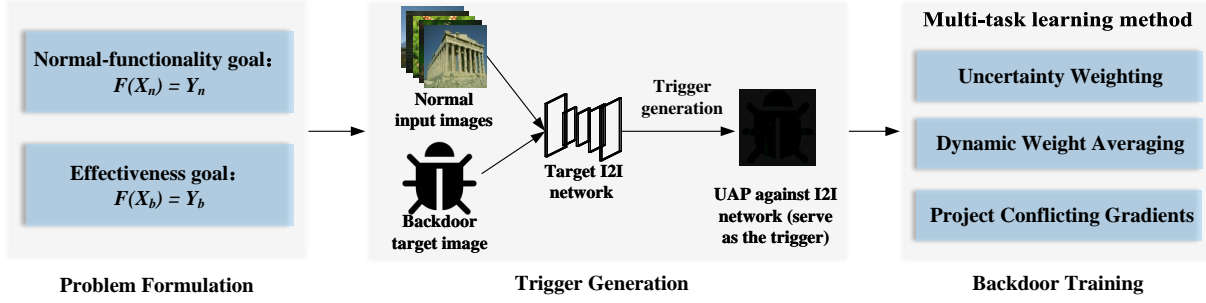 Normal-functionality goal：
F(Xn) = Yn
Effectiveness goal：
F(Xb) = Yb
Problem Formulation
Normal
input images
Backdoor
target image
Target I2I
network
Trigger
generation
UAP against I2I
network (serve
as the trigger)
Trigger Generation
Multi-task learning method
Uncertainty Weighting
Dynamic Weight Averaging
Project Conflicting Gradients
Backdoor Training